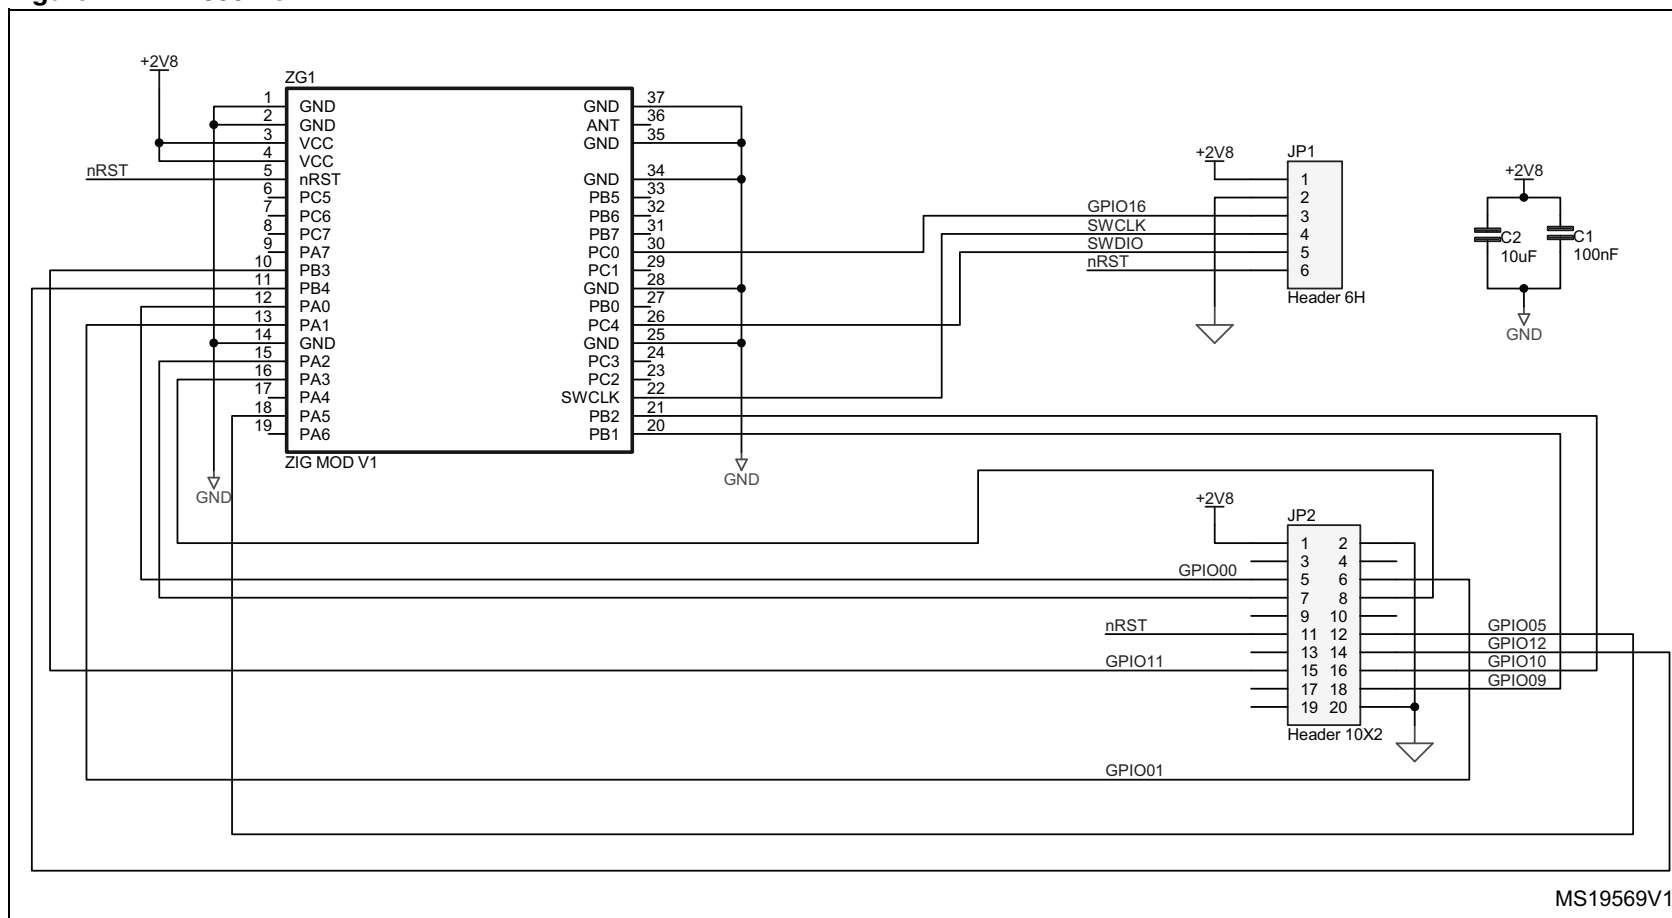 +2V8
ZG1
1 GND
2 GND
3 VCC
4 VCC
nRST 5 nRST
6 PC5
7 PC6
8 PC7
9 PA7
10 PB3
11 PB4
12 PA0
13 PA1
14 GND
15 PA2
16 PA3
17 PA4
18 PA5
19 PA6
GND 37
ANT 36
GND 35
GND 34
PB5 33
PB6 32
PB7 31
PC0 30
PC1 29
GND 28
PB0 27
PC4 26
GND 25
PC3 24
PC2 23
SWCLK 22
PB2 21
PB1 20
ZIG MOD V1
GND
GND
+2V8
JP1
1
2
GPIO16 3
SWCLK 4
SWDIO 5
nRST 6
Header 6H
+2V8
C2
10uF
C1
100nF
GND
+2V8
JP2
1 2
3 4
GPIO00 5 6
7 8
9 10
nRST 11 12 GPIO05
13 14 GPIO12
GPIO11 15 16 GPIO10
17 18 GPIO09
19 20
Header 10X2
GPIO01
MS19569V1